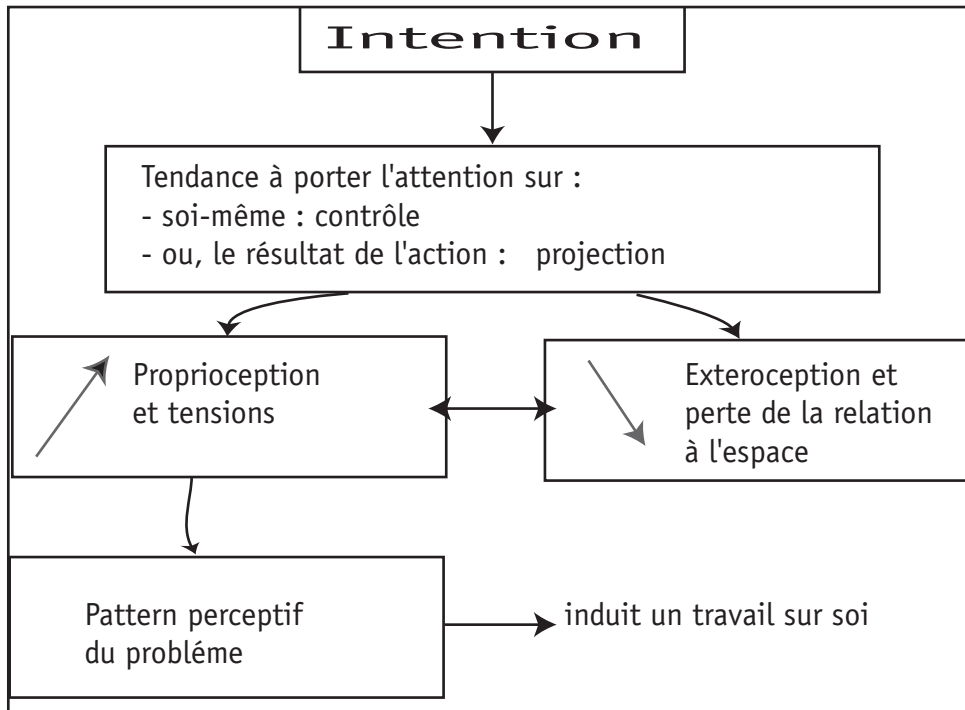 Intention
Tendance à porter l'attention sur :
- soi-même : contrôle
- ou, le résultat de l'action : projection
Proprioception
et tensions
Exteroception et
perte de la relation
à l'espace
Pattern perceptif
du probléme
induit un travail sur soi